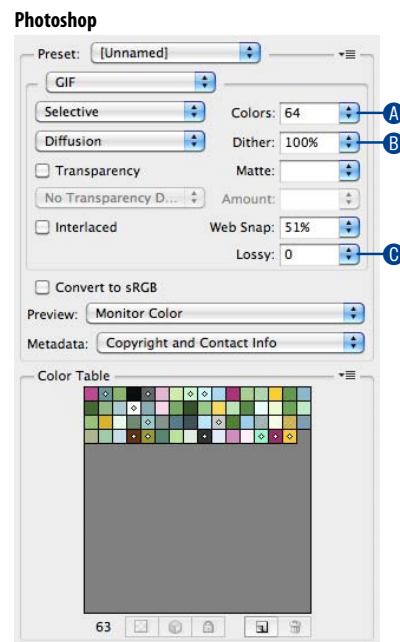 Photoshop
Preset: [Unnamed]
GIF
Selective Colors: 64 A
Diffusion Dither: 100% B
Transparency Matte:
No Transparency D... Amount:
Interlaced Web Snap: 51%
Lossy: 0 C
Convert to sRGB
Preview: Monitor Color
Metadata: Copyright and Contact Info
Color Table
63